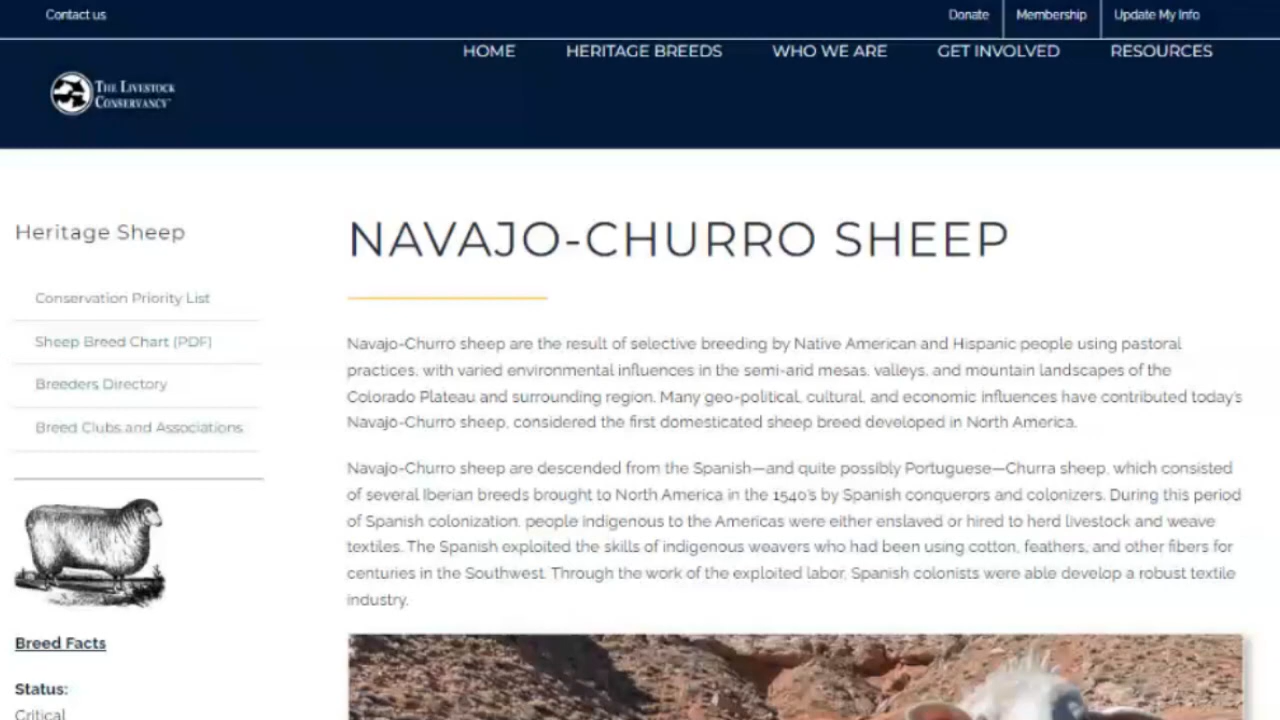 Contact us
Donate
Membership
Update My Info
HOME
HERITAGE BREEDS
WHO WE ARE
GET INVOLVED
RESOURCES
THE LIVESTOCK
CONSERVANCY
Heritage Sheep
Conservation Priority List
Sheep Breed Chart (PDF)
Breeders Directory
Breed Clubs and Associations
Breed Facts
Status:
Critical
NAVAJO-CHURRO SHEEP
Navajo-Churro sheep are the result of selective breeding by Native American and Hispanic people using pastoral
practices, with varied environmental influences in the semi-arid mesas, valleys, and mountain landscapes of the
Colorado Plateau and surrounding region. Many geo-political, cultural, and economic influences have contributed today's
Navajo-Churro sheep, considered the first domesticated sheep breed developed in North America.
Navajo-Churro sheep are descended from the Spanish—and quite possibly Portuguese—Churra sheep, which consisted
of several Iberian breeds brought to North America in the 1540's by Spanish conquerors and colonizers. During this period
of Spanish colonization, people indigenous to the Americas were either enslaved or hired to herd livestock and weave
textiles. The Spanish exploited the skills of indigenous weavers who had been using cotton, feathers, and other fibers for
centuries in the Southwest. Through the work of the exploited labor, Spanish colonists were able develop a robust textile
industry.